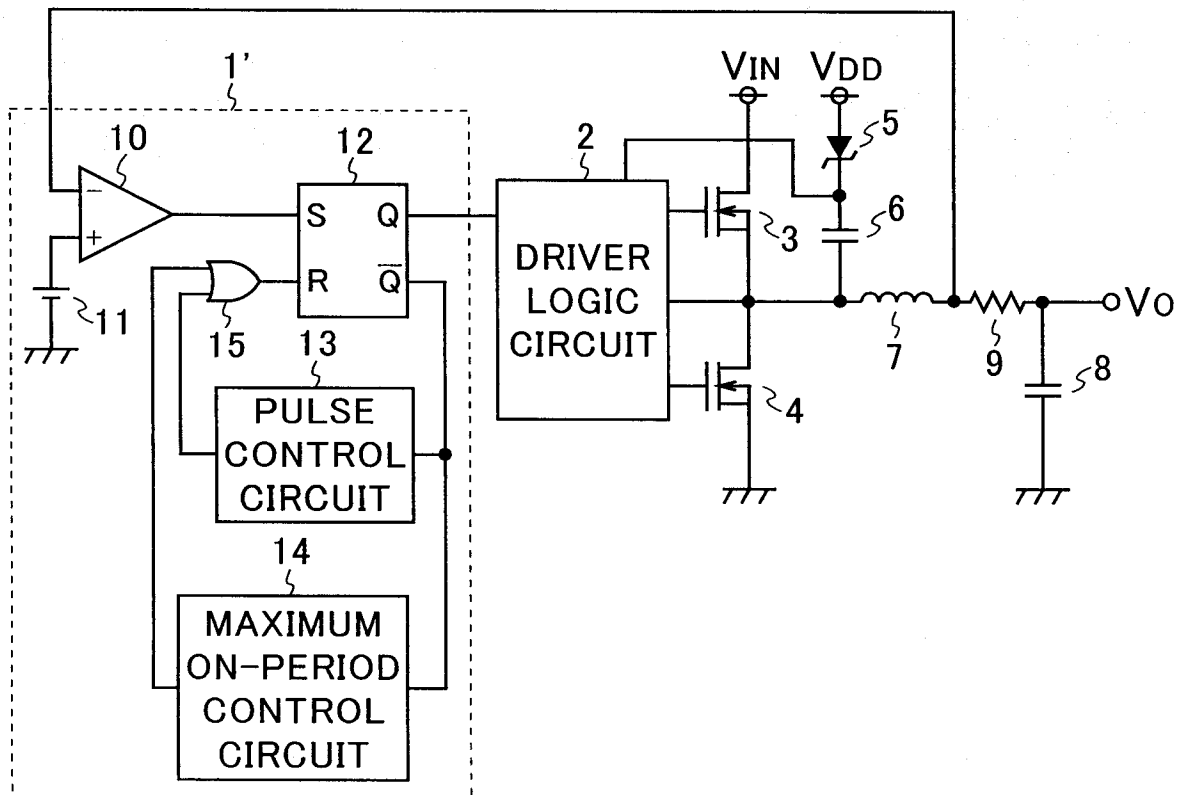 1'
10
12
2
VIN
VDD
5
−
+
S
Q
R
Q̅
11
15
13
PULSE
CONTROL
CIRCUIT
14
MAXIMUM
ON-PERIOD
CONTROL
CIRCUIT
DRIVER
LOGIC
CIRCUIT
3
6
4
7
9
VO
8